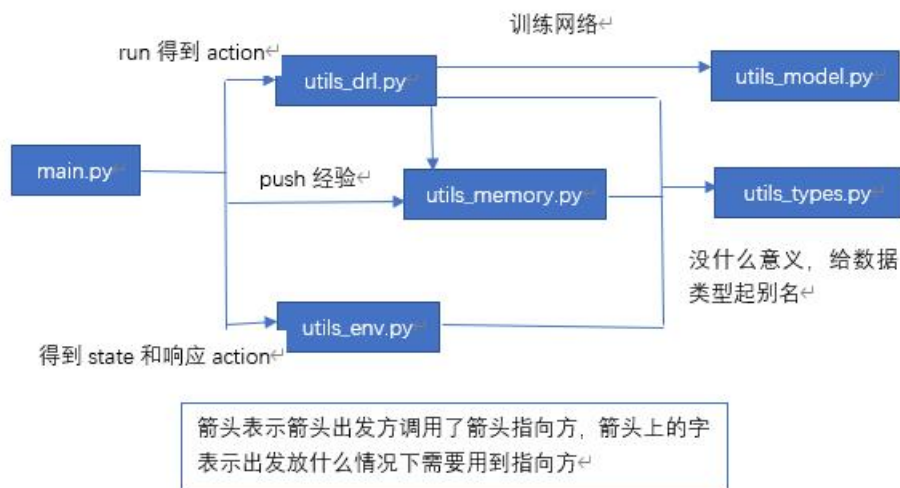 训练网络↵
run 得到 action↵
utils_drl.py↵
utils_model.py↵
main.py↵
push 经验↵
utils_memory.py↵
utils_types.py↵
没什么意义，给数据
类型起别名↵
utils_env.py↵
得到 state 和响应 action↵
箭头表示箭头出发方调用了箭头指向方，箭头上的字
表示出发放什么情况下需要用到指向方↵